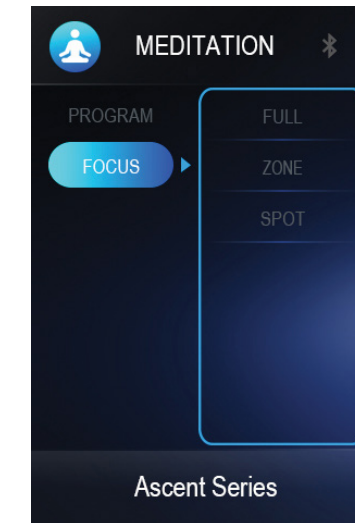 MEDITATION
PROGRAM
FULL
FOCUS
ZONE
SPOT
Ascent Series